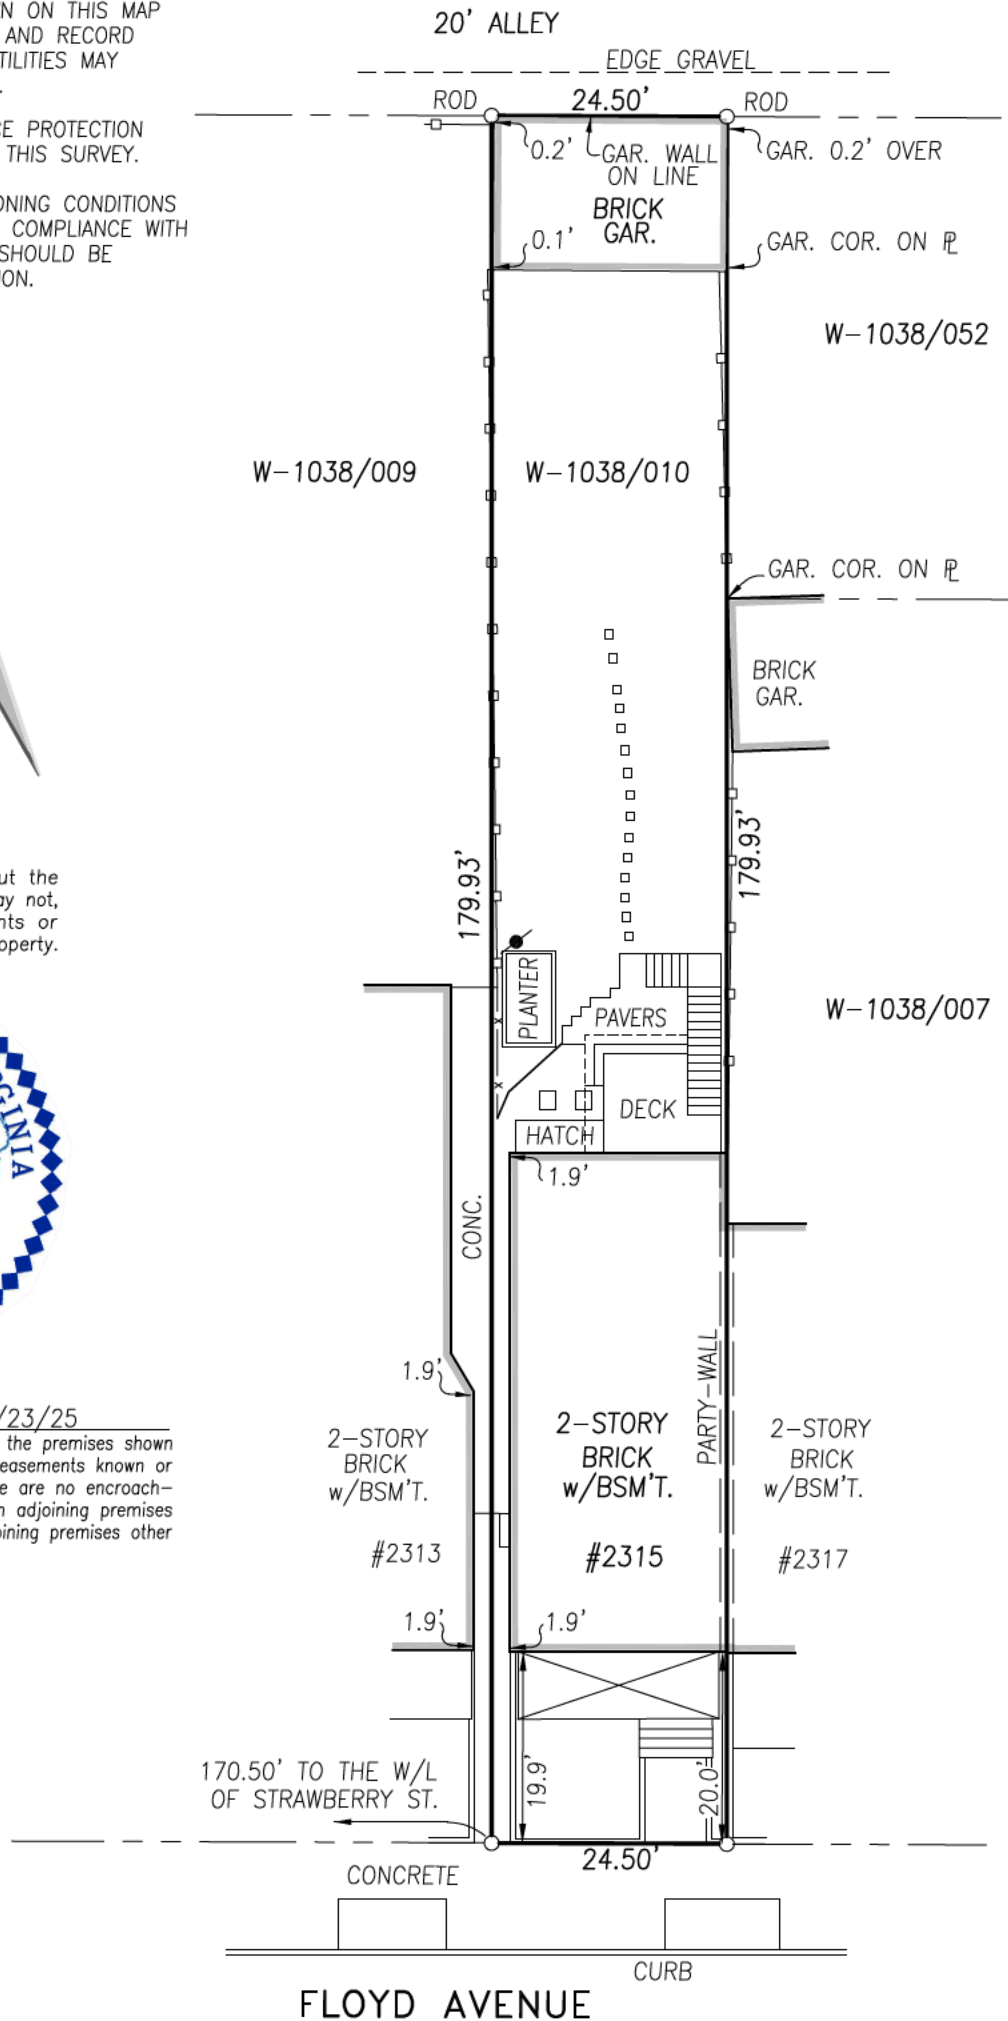 N ON THIS MAP
AND RECORD
TILITIES MAY
CE PROTECTION
THIS SURVEY.
ONING CONDITIONS
COMPLIANCE WITH
SHOULD BE
ION.
20' ALLEY
EDGE GRAVEL
ROD
24.50'
ROD
0.2'
GAR. WALL
ON LINE
GAR. 0.2' OVER
BRICK
GAR.
0.1'
GAR. COR. ON ⅊
W-1038/052
W-1038/009
W-1038/010
GAR. COR. ON ⅊
BRICK
GAR.
179.93'
179.93'
ut the
ay not,
nts or
operty.
PLANTER
PAVERS
W-1038/007
x
x
DECK
HATCH
1.9'
GINIA
CONC.
PARTY-WALL
1.9'
/23/25
the premises shown
easements known or
e are no encroach-
n adjoining premises
oining premises other
2-STORY
BRICK
w/BSM'T.
#2313
2-STORY
BRICK
w/BSM'T.
#2315
2-STORY
BRICK
w/BSM'T.
#2317
1.9'
1.9'
19.9'
20.0'
170.50' TO THE W/L
OF STRAWBERRY ST.
24.50'
CONCRETE
CURB
FLOYD AVENUE